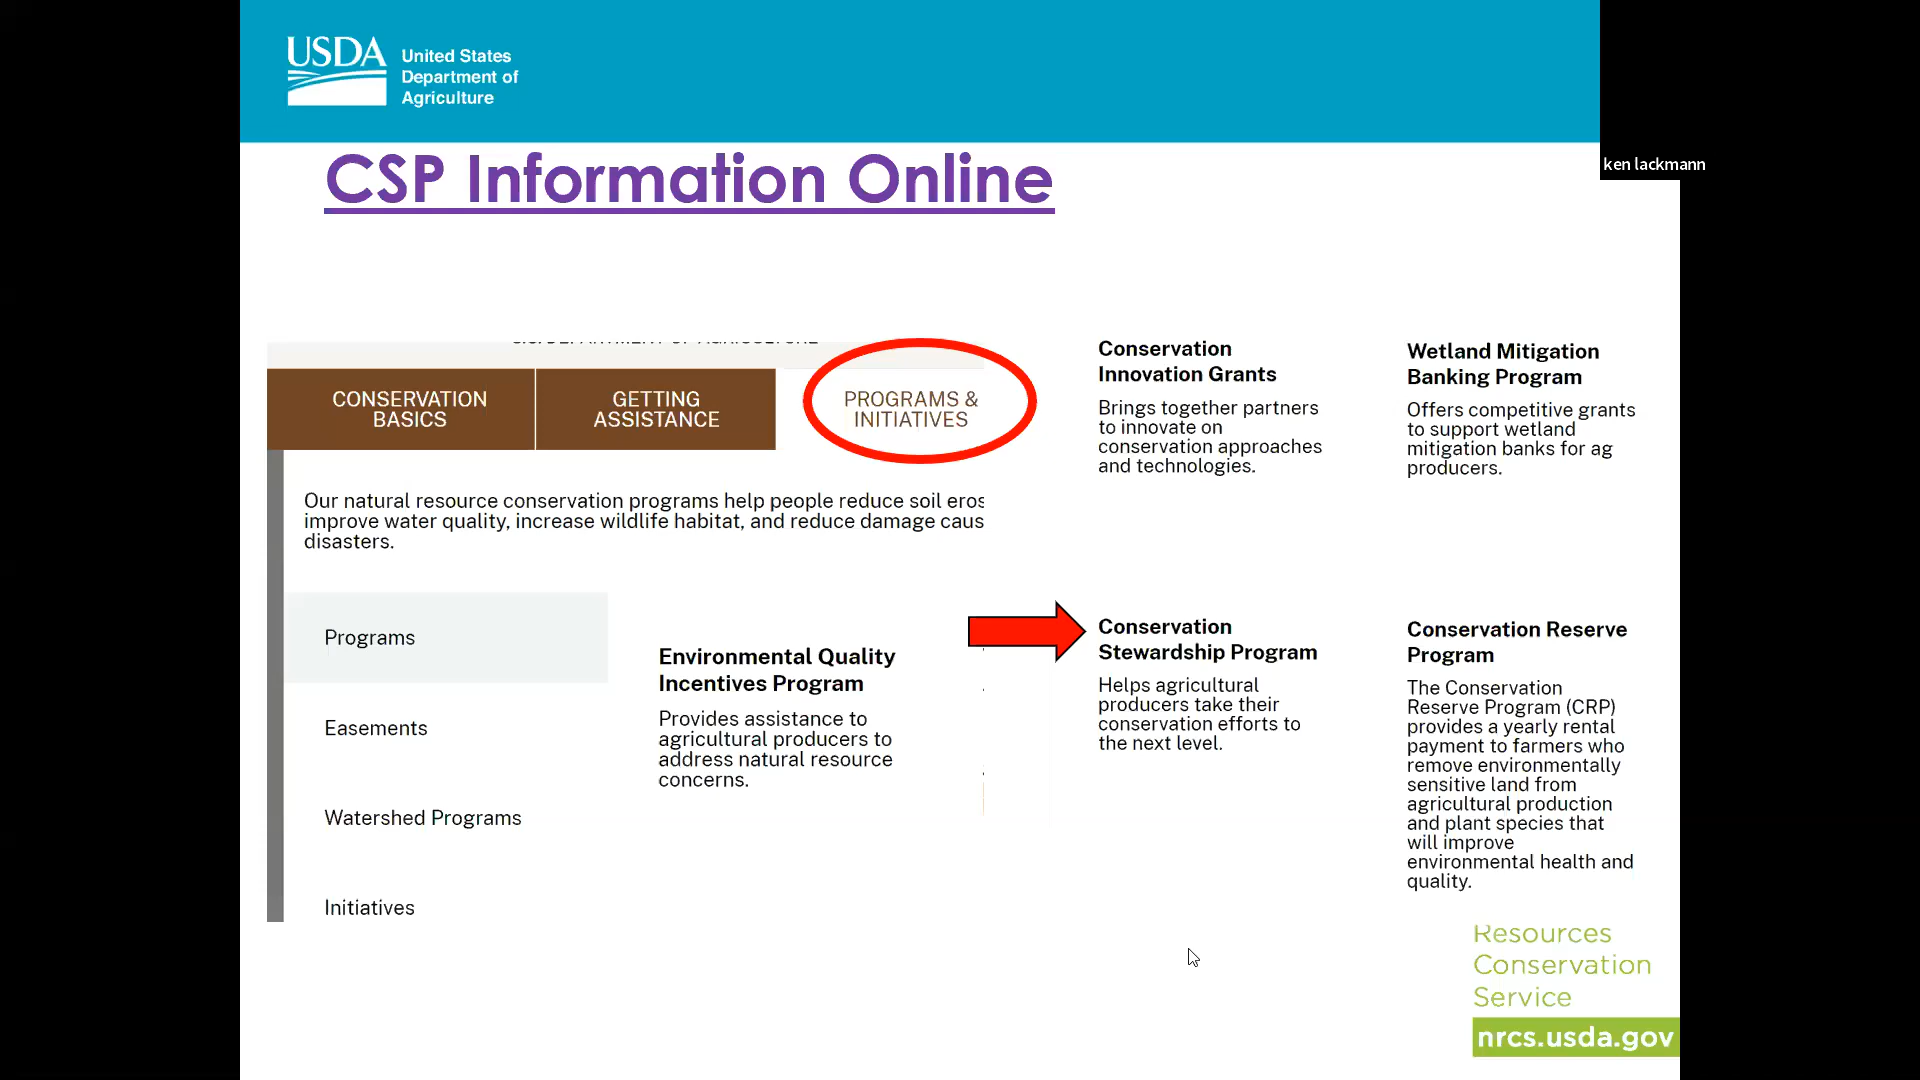 USDA
United States
Department of
Agriculture
ken lackmann
CSP Information Online
CONSERVATION
BASICS
GETTING
ASSISTANCE
PROGRAMS &
INITIATIVES
Our natural resource conservation programs help people reduce soil eros
improve water quality, increase wildlife habitat, and reduce damage caus
disasters.
Programs
Easements
Watershed Programs
Initiatives
Environmental Quality
Incentives Program
Provides assistance to
agricultural producers to
address natural resource
concerns.
Conservation
Innovation Grants
Brings together partners
to innovate on
conservation approaches
and technologies.
Wetland Mitigation
Banking Program
Offers competitive grants
to support wetland
mitigation banks for ag
producers.
Conservation
Stewardship Program
Helps agricultural
producers take their
conservation efforts to
the next level.
Conservation Reserve
Program
The Conservation
Reserve Program (CRP)
provides a yearly rental
payment to farmers who
remove environmentally
sensitive land from
agricultural production
and plant species that
will improve
environmental health and
quality.
Resources
Conservation
Service
nrcs.usda.gov